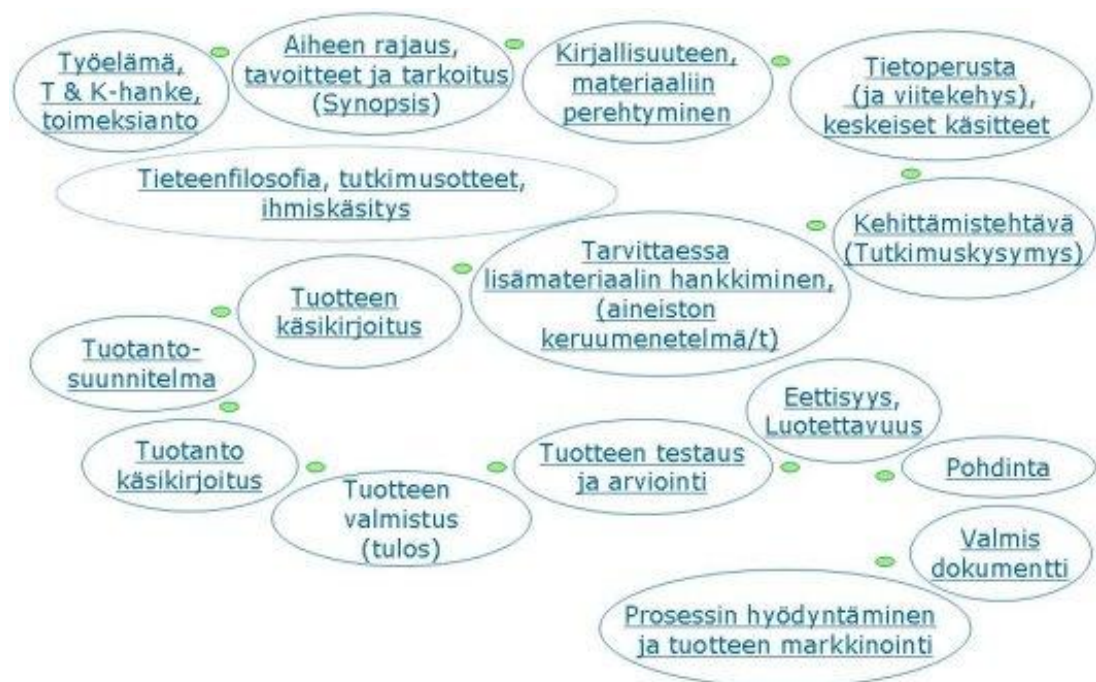 Työelämä,
T & K-hanke,
toimeksianto
Aiheen rajaus,
tavoitteet ja tarkoitus
(Synopsis)
Kirjallisuuteen,
materiaaliin
perehtyminen
Tietoperusta
(ja viitekehys),
keskeiset käsitteet
Tieteenfilosofia, tutkimusotteet,
ihmiskäsitys
Kehittämistehtävä
(Tutkimuskysymys)
Tarvittaessa
lisämateriaalin hankkiminen,
(aineiston
keruumenetelmä/t)
Tuotteen
käsikirjoitus
Tuotanto-
suunnitelma
Tuotanto
käsikirjoitus
Tuotteen
valmistus
(tulos)
Tuotteen testaus
ja arviointi
Eettisyys,
Luotettavuus
Pohdinta
Valmis
dokumentti
Prosessin hyödyntäminen
ja tuotteen markkinointi